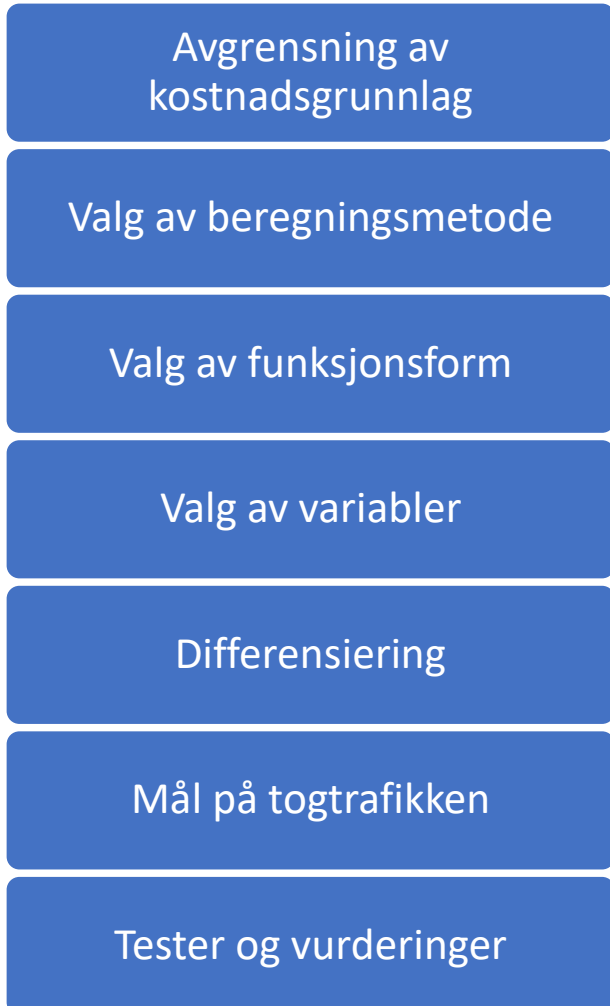 Avgrensning av
kostnadsgrunnlag
Valg av beregningsmetode
Valg av funksjonsform
Valg av variabler
Differensiering
Mål på togtrafikken
Tester og vurderinger